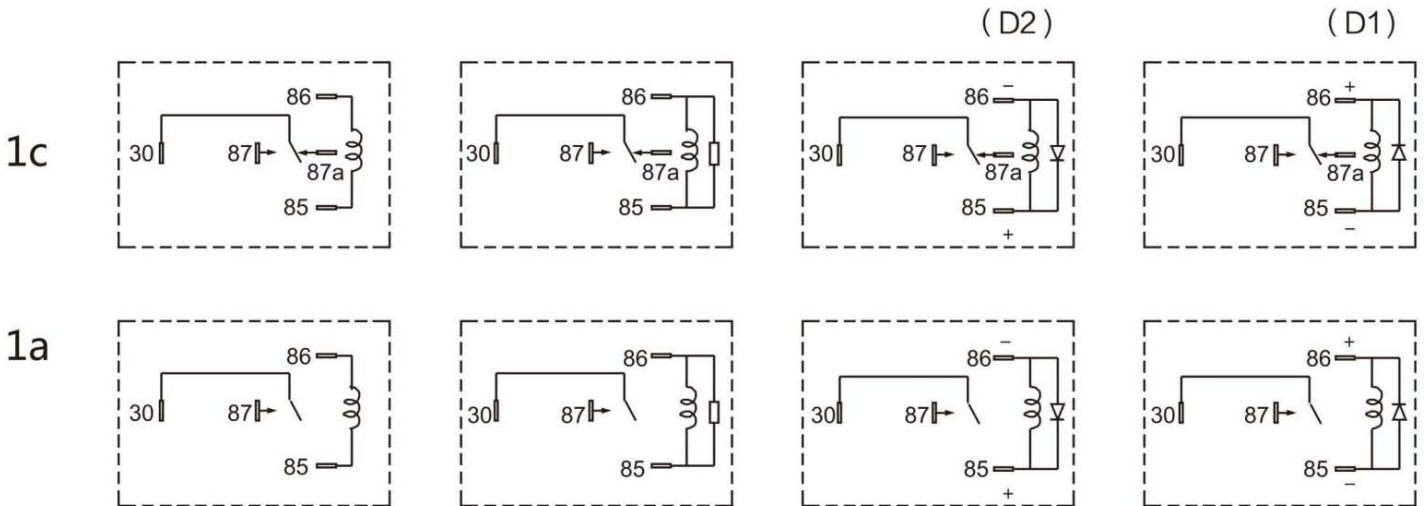 (D2) (D1)
1c
86 86 86 − 86 +
30 87 87a 30 87 87a 30 87 87a 30 87 87a
85 85 85 + 85 −
1a
86 86 86 − 86 +
30 87 30 87 30 87 30 87
85 85 85 + 85 −